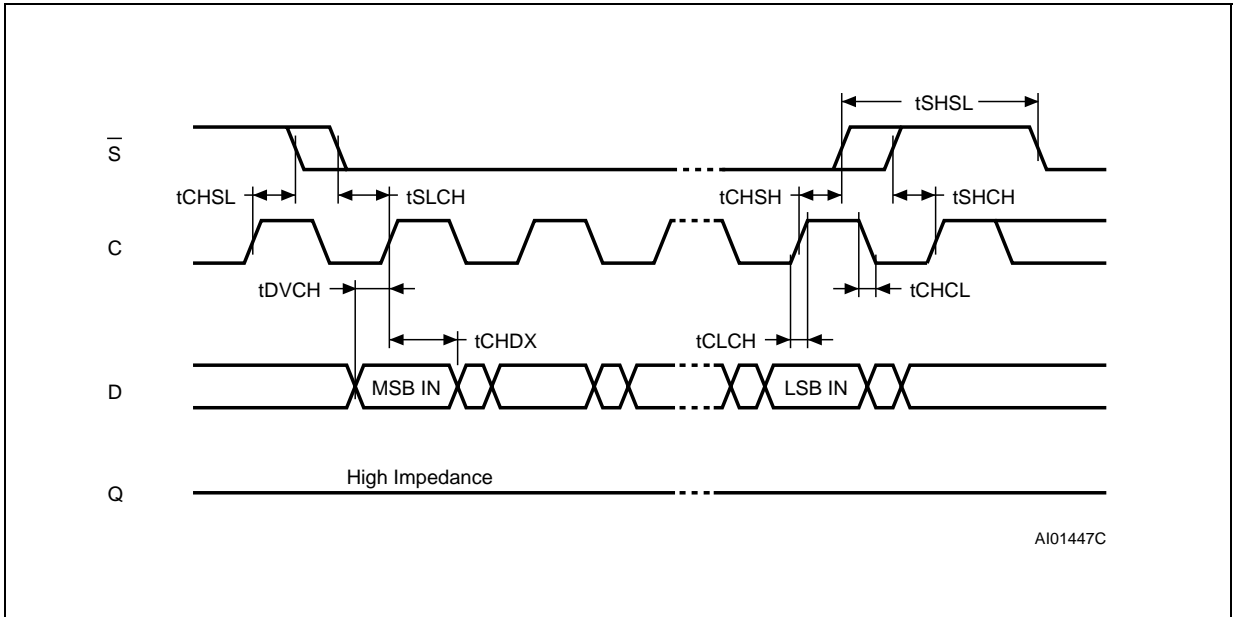 tSHSL
S̅
tCHSL
tSLCH
tCHSH
tSHCH
C
tDVCH
tCHCL
tCHDX
tCLCH
D
MSB IN
LSB IN
High Impedance
Q
AI01447C